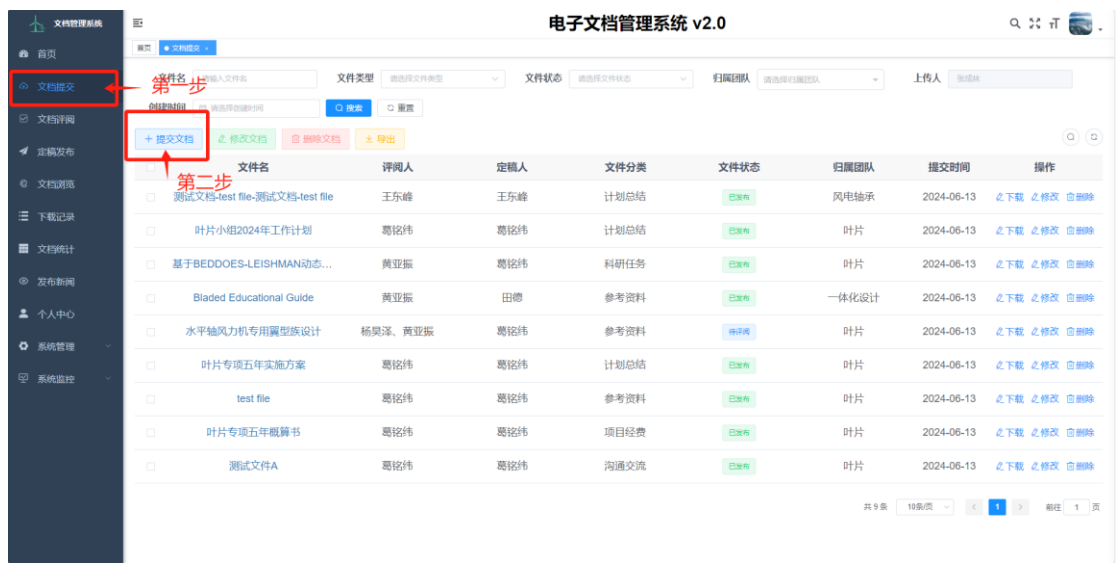 文档管理系统
电子文档管理系统 v2.0
首页
文档提交
文档评阅
定稿发布
文档浏览
下载记录
文档统计
发布新闻
个人中心
系统管理
系统监控
首页 文档提交
文件名 请输入文件名 文件类型 请选择文件类型 文件状态 请选择文件状态 归属团队 请选择归属团队 上传人
第一步
创建时间 请选择创建时间 搜索 重置
+ 提交文档 修改文档 删除文档 导出
第二步
文件名 评阅人 定稿人 文件分类 文件状态 归属团队 提交时间 操作
测试文档-test file-测试文档-test file 王东峰 王东峰 计划总结 已发布 风电轴承 2024-06-13 下载 修改 删除
叶片小组2024年工作计划 葛铭纬 葛铭纬 计划总结 已发布 叶片 2024-06-13 下载 修改 删除
基于BEDDOES-LEISHMAN动态... 黄亚振 葛铭纬 科研任务 已发布 叶片 2024-06-13 下载 修改 删除
Bladed Educational Guide 黄亚振 田德 参考资料 已发布 一体化设计 2024-06-13 下载 修改 删除
水平轴风力机专用翼型族设计 杨昊泽、黄亚振 葛铭纬 参考资料 待评阅 叶片 2024-06-13 下载 修改 删除
叶片专项五年实施方案 葛铭纬 葛铭纬 计划总结 已发布 叶片 2024-06-13 下载 修改 删除
test file 葛铭纬 葛铭纬 参考资料 已发布 叶片 2024-06-13 下载 修改 删除
叶片专项五年概算书 葛铭纬 葛铭纬 项目经费 已发布 叶片 2024-06-13 下载 修改 删除
测试文件A 葛铭纬 葛铭纬 沟通交流 已发布 叶片 2024-06-13 下载 修改 删除
共 9 条 10条/页 < 1 > 前往 1 页